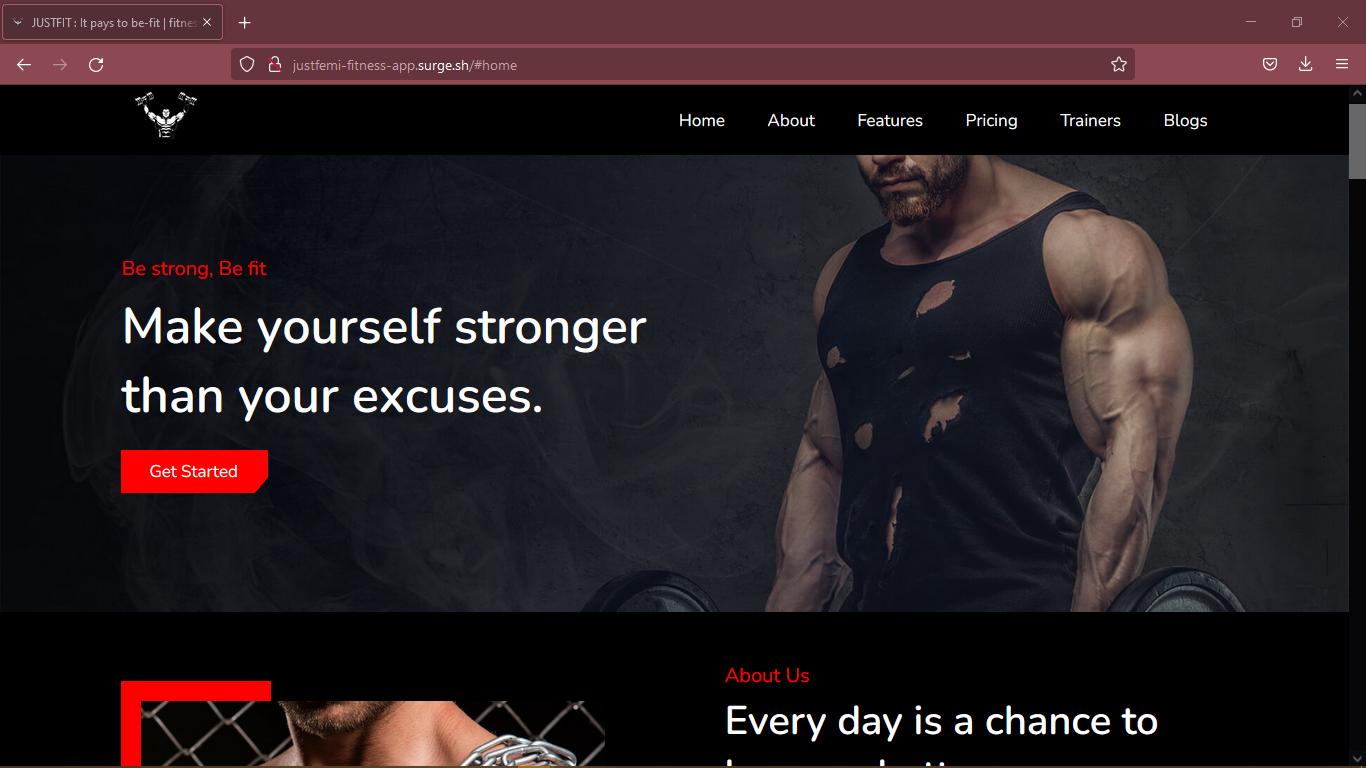 JUSTFIT : It pays to be-fit | fitnes
justfemi-fitness-app.surge.sh/#home
Home About Features Pricing Trainers Blogs
Be strong, Be fit
Make yourself stronger
than your excuses.
Get Started
About Us
Every day is a chance to